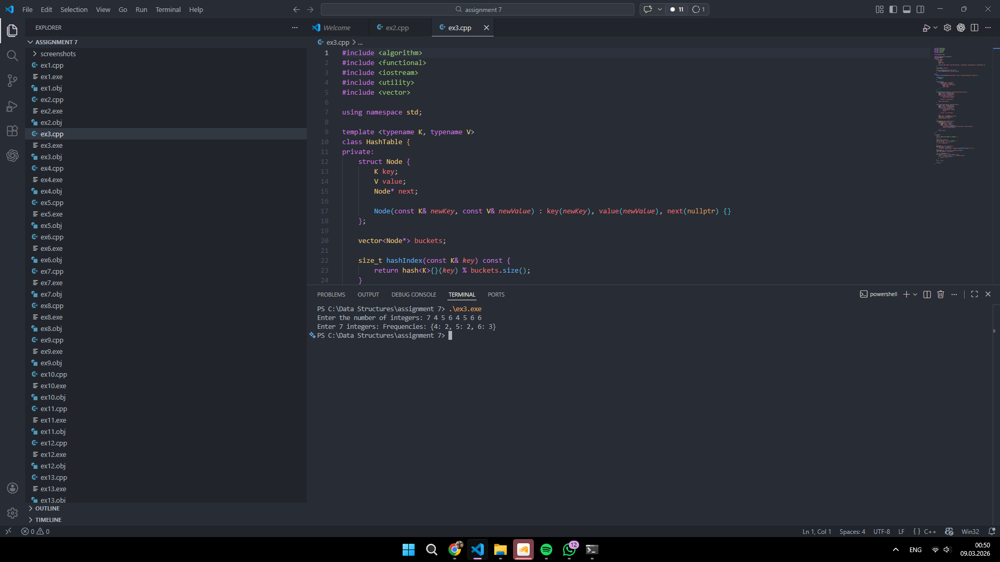 File Edit Selection View Go Run Terminal Help
assignment 7
11
1
EXPLORER
ASSIGNMENT 7
screenshots
ex1.cpp
ex1.exe
ex1.obj
ex2.cpp
ex2.exe
ex2.obj
ex3.cpp
ex3.exe
ex3.obj
ex4.cpp
ex4.exe
ex4.obj
ex5.cpp
ex5.exe
ex5.obj
ex6.cpp
ex6.exe
ex6.obj
ex7.cpp
ex7.exe
ex7.obj
ex8.cpp
ex8.exe
ex8.obj
ex9.cpp
ex9.exe
ex9.obj
ex10.cpp
ex10.exe
ex10.obj
ex11.cpp
ex11.exe
ex11.obj
ex12.cpp
ex12.exe
ex12.obj
ex13.cpp
ex13.exe
ex13.obj
OUTLINE
TIMELINE
Welcome ex2.cpp ex3.cpp
ex3.cpp > ...
1 #include <algorithm>
2 #include <functional>
3 #include <iostream>
4 #include <utility>
5 #include <vector>
6
7 using namespace std;
8
9 template <typename K, typename V>
10 class HashTable {
11 private:
12 struct Node {
13 K key;
14 V value;
15 Node* next;
16
17 Node(const K& newKey, const V& newValue) : key(newKey), value(newValue), next(nullptr) {}
18 };
19
20 vector<Node*> buckets;
21
22 size_t hashIndex(const K& key) const {
23 return hash<K>{}(key) % buckets.size();
24 }
PROBLEMS OUTPUT DEBUG CONSOLE TERMINAL PORTS
powershell
PS C:\Data Structures\assignment 7> .\ex3.exe
Enter the number of integers: 7 4 5 6 4 5 6 6
Enter 7 integers: Frequencies: {4: 2, 5: 2, 6: 3}
PS C:\Data Structures\assignment 7>
0 0
Ln 1, Col 1 Spaces: 4 UTF-8 LF { } C++ Win32
12
ENG
00:50
09.03.2026